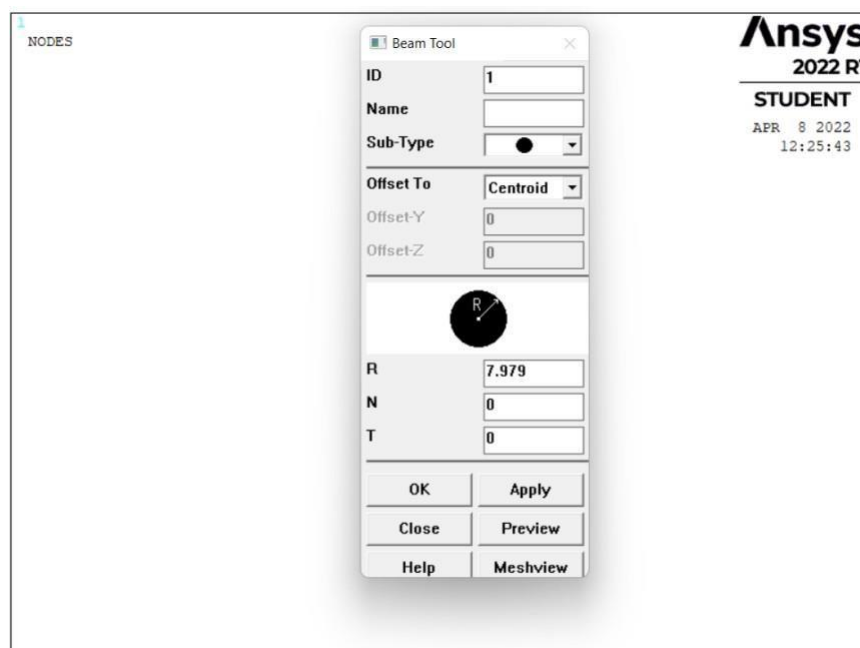 1
NODES
Ansys
2022 R
STUDENT
APR 8 2022
12:25:43
Beam Tool
ID 1
Name
Sub-Type
Offset To Centroid
Offset-Y 0
Offset-Z 0
R
R 7.979
N 0
T 0
OK Apply
Close Preview
Help Meshview